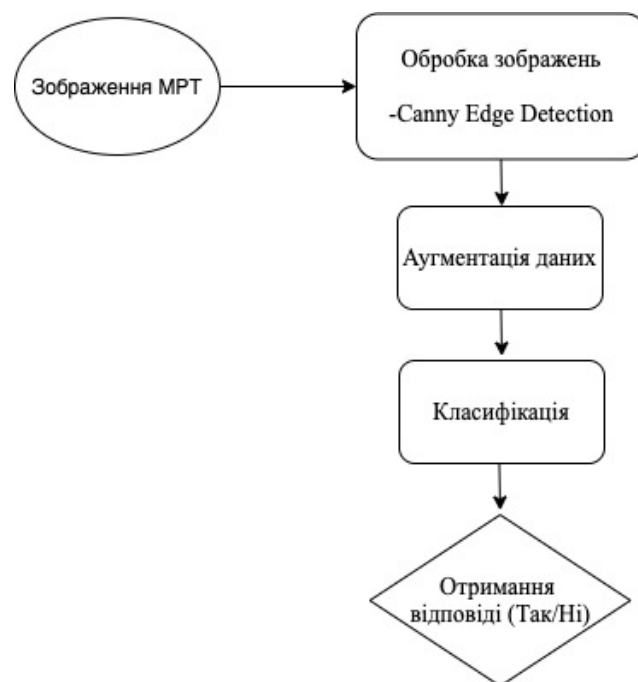 Зображення МРТ
Обробка зображень
-Canny Edge Detection
Аугментація даних
Класифікація
Отримання
відповіді (Так/Ні)